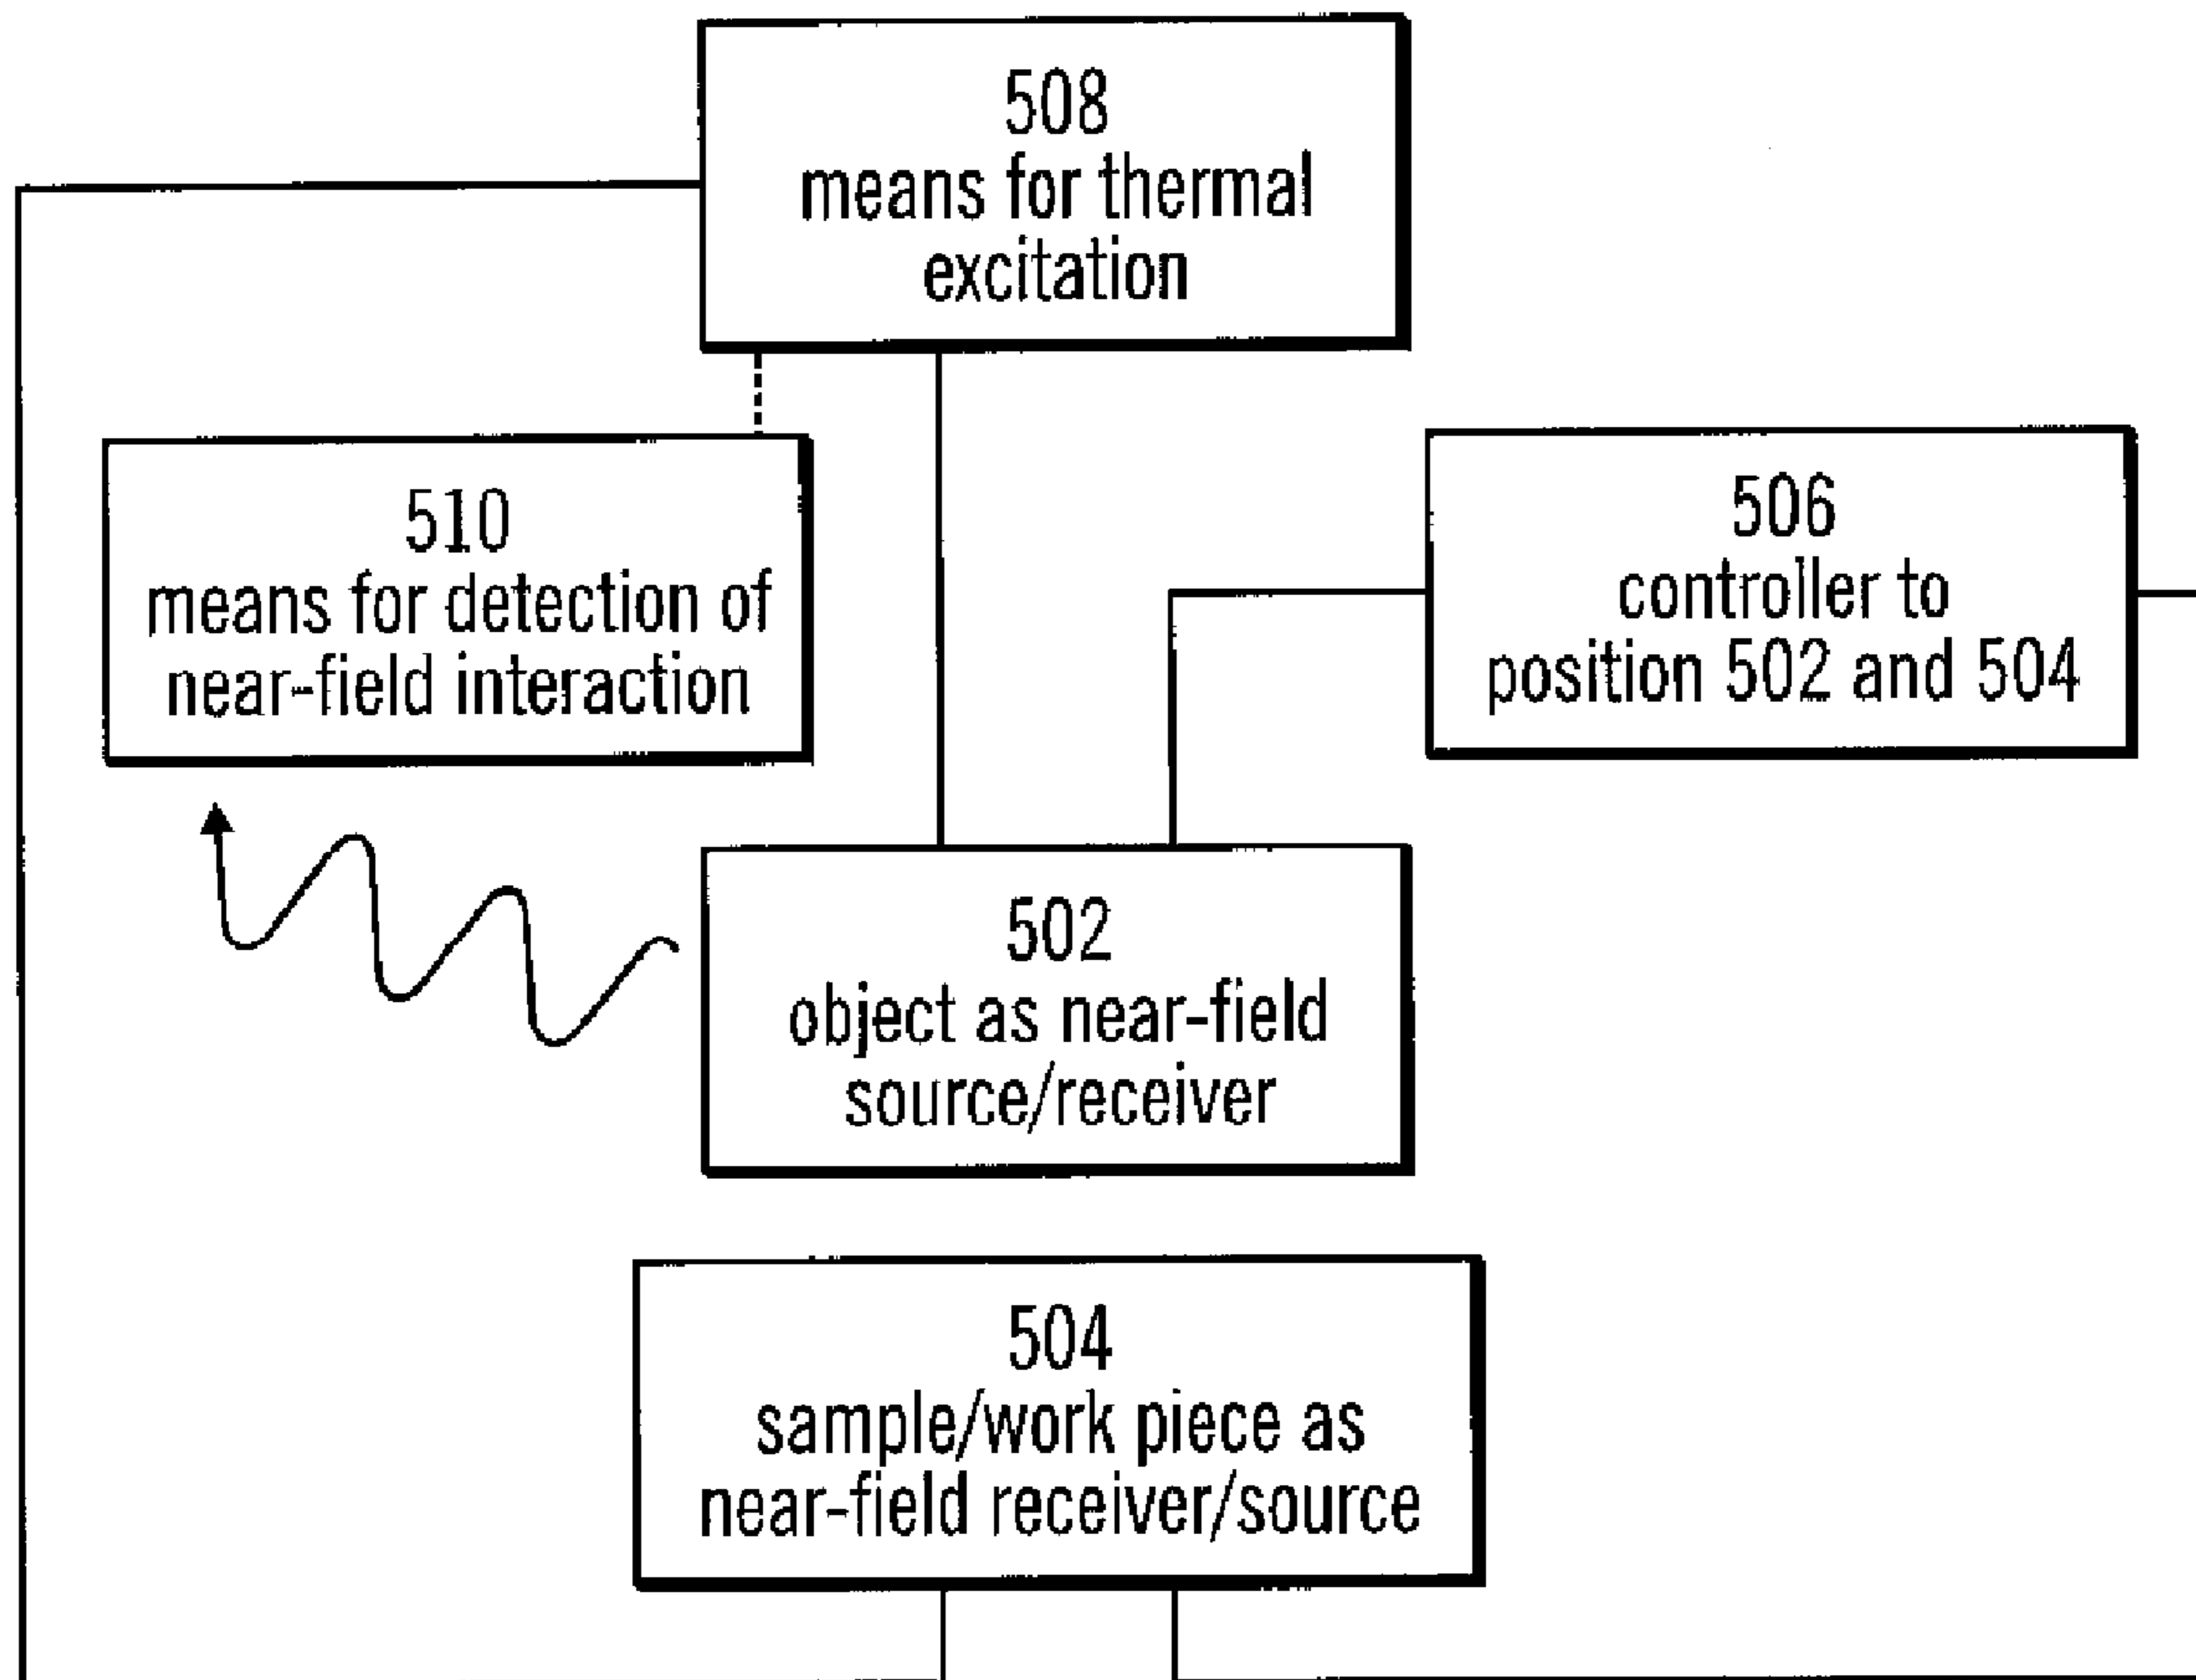 508
means for thermal
excitation
510
means for detection of
near-field interaction
506
controller to
position 502 and 504
502
object as near-field
source/receiver
504
sample/work piece as
near-field receiver/source